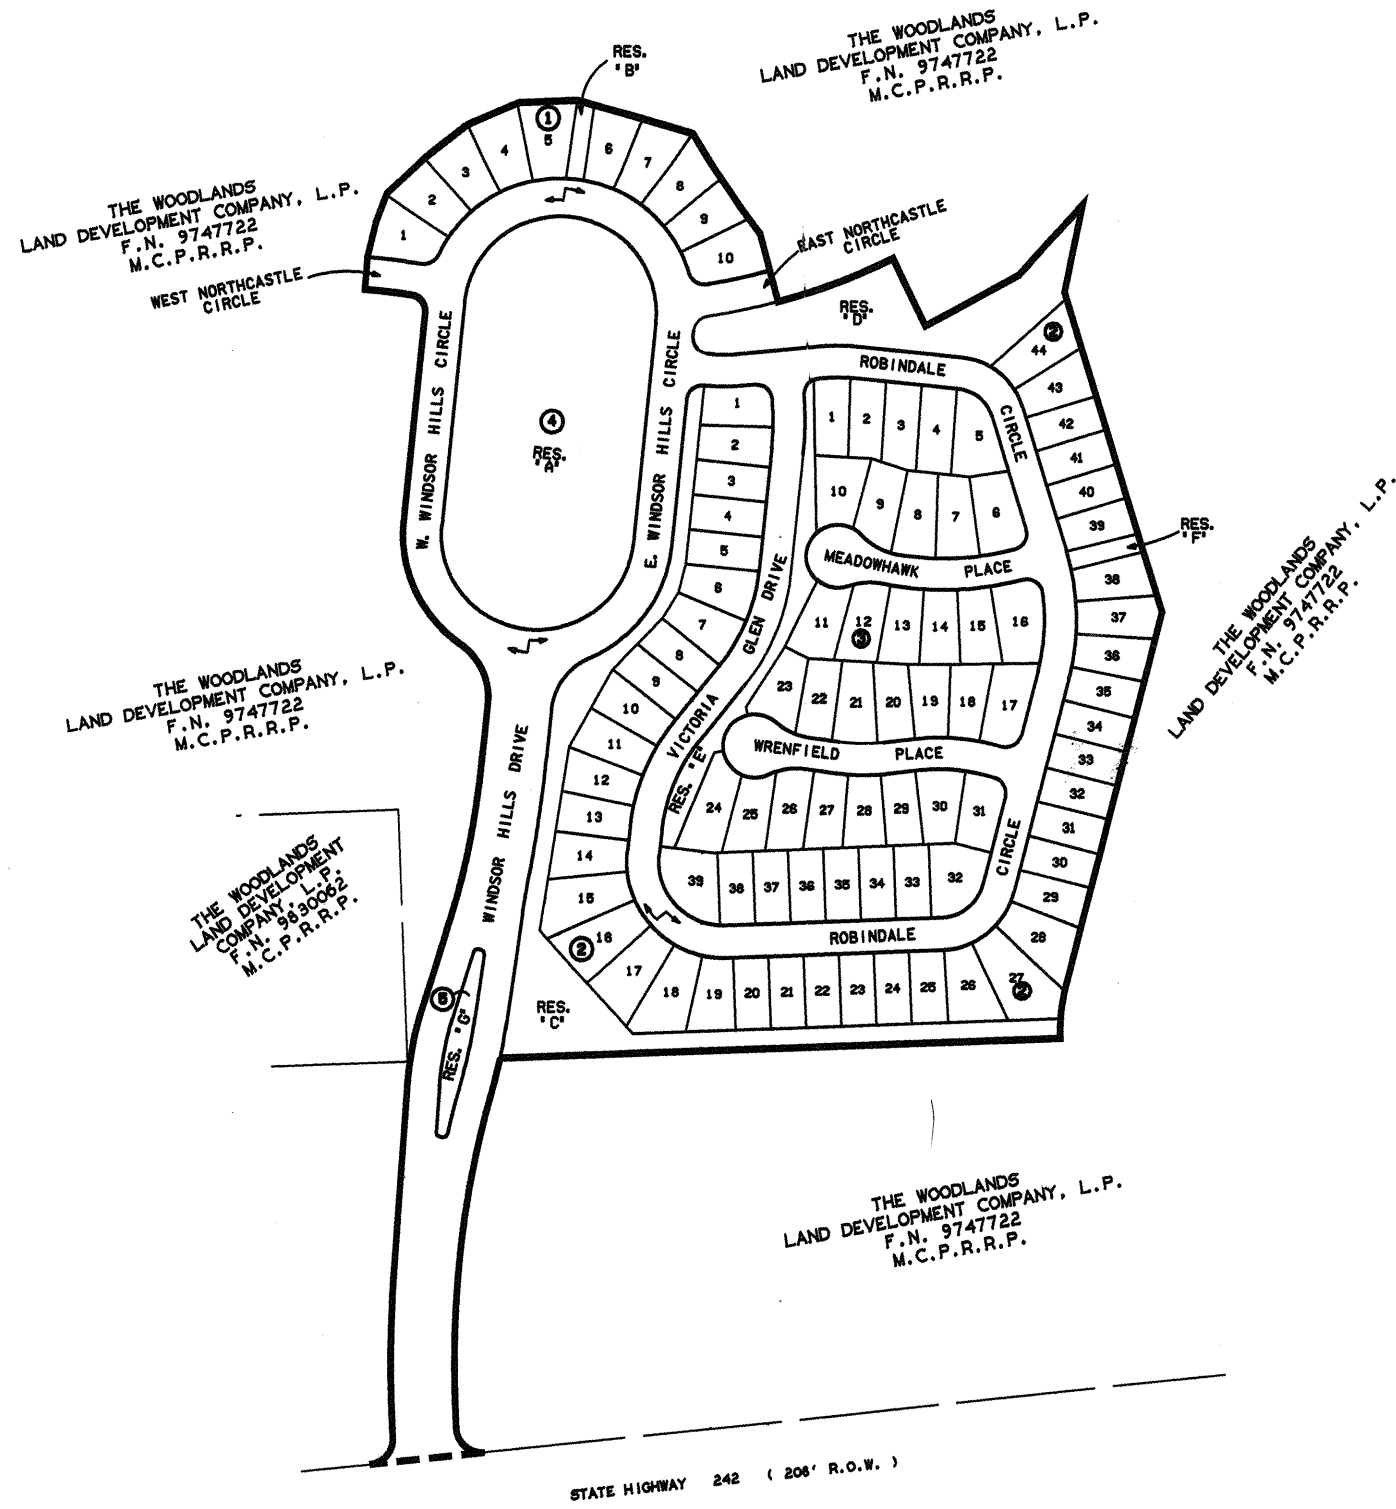 THE WOODLANDS
LAND DEVELOPMENT COMPANY, L.P.
F.N. 9747722
M.C.P.R.R.P.
RES.
"B"
THE WOODLANDS
LAND DEVELOPMENT COMPANY, L.P.
F.N. 9747722
M.C.P.R.R.P.
WEST NORTHCASTLE
CIRCLE
EAST NORTHCASTLE
CIRCLE
1
1
2
3
4
5
6
7
8
9
10
W. WINDSOR HILLS CIRCLE
E. WINDSOR HILLS CIRCLE
4
RES.
"A"
RES.
"D"
ROBINDALE
CIRCLE
2
44
43
42
41
40
39
RES.
"F"
38
37
36
35
34
33
32
31
30
29
28
27
2
1
2
3
4
5
6
7
8
9
10
11
12
13
14
15
16
2
17
18
19
20
21
22
23
24
25
26
VICTORIA GLEN DRIVE
1
2
3
4
5
10
9
8
7
6
MEADOWHAWK PLACE
11
12
13
14
15
16
3
23
22
21
20
19
18
17
WRENFIELD PLACE
RES. "E"
24
25
26
27
28
29
30
31
39
38
37
36
35
34
33
32
CIRCLE
ROBINDALE
THE WOODLANDS
LAND DEVELOPMENT COMPANY, L.P.
F.N. 9747722
M.C.P.R.R.P.
THE WOODLANDS
LAND DEVELOPMENT COMPANY, L.P.
F.N. 9747722
M.C.P.R.R.P.
WINDSOR HILLS DRIVE
THE WOODLANDS
LAND DEVELOPMENT
COMPANY, L.P.
F.N. 9830062
M.C.P.R.R.P.
5
RES. "G"
RES.
"C"
THE WOODLANDS
LAND DEVELOPMENT COMPANY, L.P.
F.N. 9747722
M.C.P.R.R.P.
STATE HIGHWAY 242 ( 206' R.O.W. )